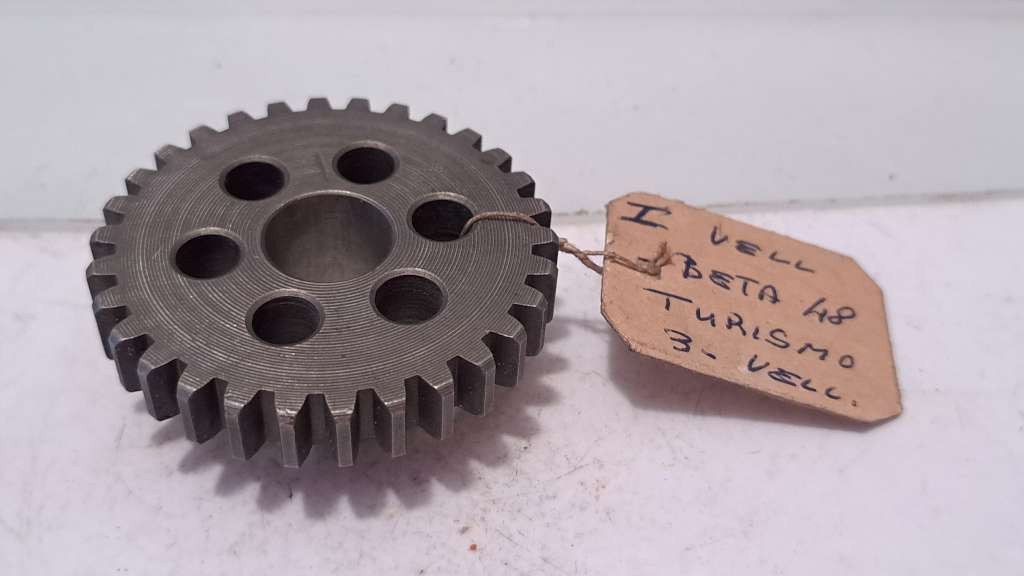 I VELL
BETA 48
TURISMO
3- VELL.